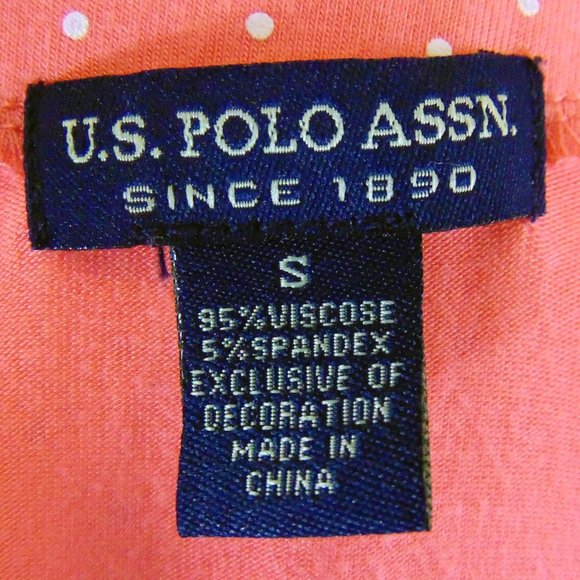 U.S. POLO ASSN.
SINCE 1890
S
95%VISCOSE
5%SPANDEX
EXCLUSIVE OF
DECORATION
MADE IN
CHINA